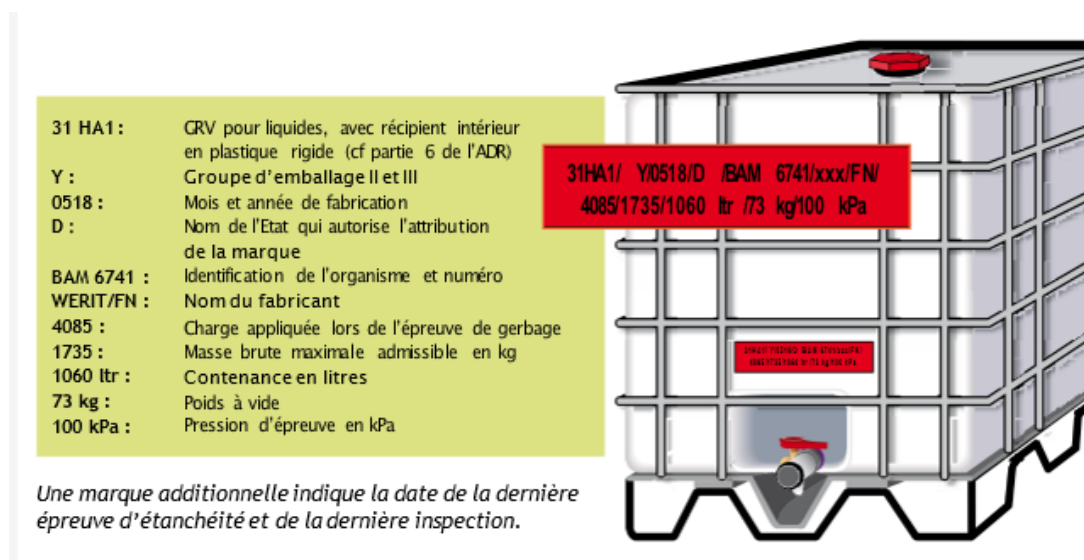 31 HA1 : GRV pour liquides, avec récipient intérieur
en plastique rigide (cf partie 6 de l'ADR)
Y : Groupe d'emballage II et III
0518 : Mois et année de fabrication
D : Nom de l'Etat qui autorise l'attribution
de la marque
BAM 6741 : Identification de l'organisme et numéro
WERIT/FN : Nom du fabricant
4085 : Charge appliquée lors de l'épreuve de gerbage
1735 : Masse brute maximale admissible en kg
1060 ltr : Contenance en litres
73 kg : Poids à vide
100 kPa : Pression d'épreuve en kPa
Une marque additionnelle indique la date de la dernière
épreuve d'étanchéité et de la dernière inspection.
31HA1/ Y/0518/D /BAM 6741/xxx/FN/
4085/1735/1060 ltr /73 kg/100 kPa